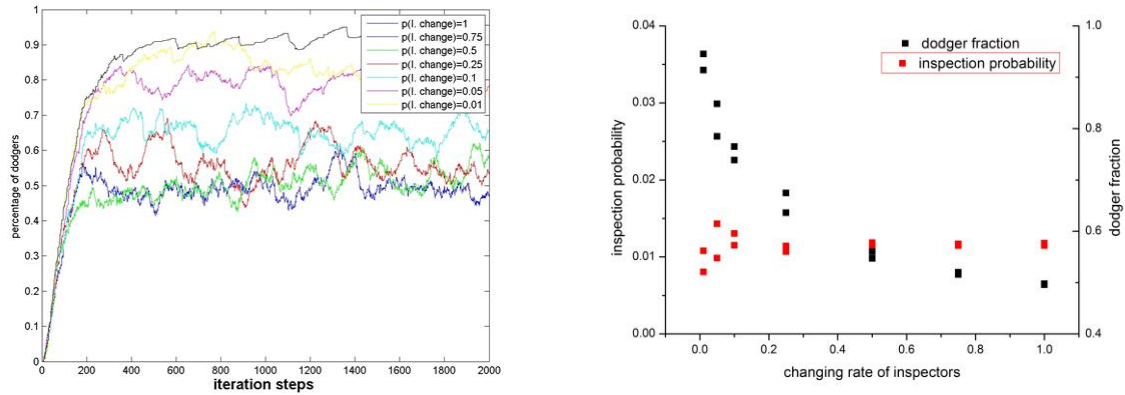 percentage of dodgers
1
0.9
0.8
0.7
0.6
0.5
0.4
0.3
0.2
0.1
0
0 200 400 600 800 1000 1200 1400 1600 1800 2000
iteration steps
p(I. change)=1
p(I. change)=0.75
p(I. change)=0.5
p(I. change)=0.25
p(I. change)=0.1
p(I. change)=0.05
p(I. change)=0.01
inspection probability
0.04
0.03
0.02
0.01
0.00
0.0 0.2 0.4 0.6 0.8 1.0
changing rate of inspectors
dodger fraction
inspection probability
1.0
0.8
0.6
0.4
dodger fraction